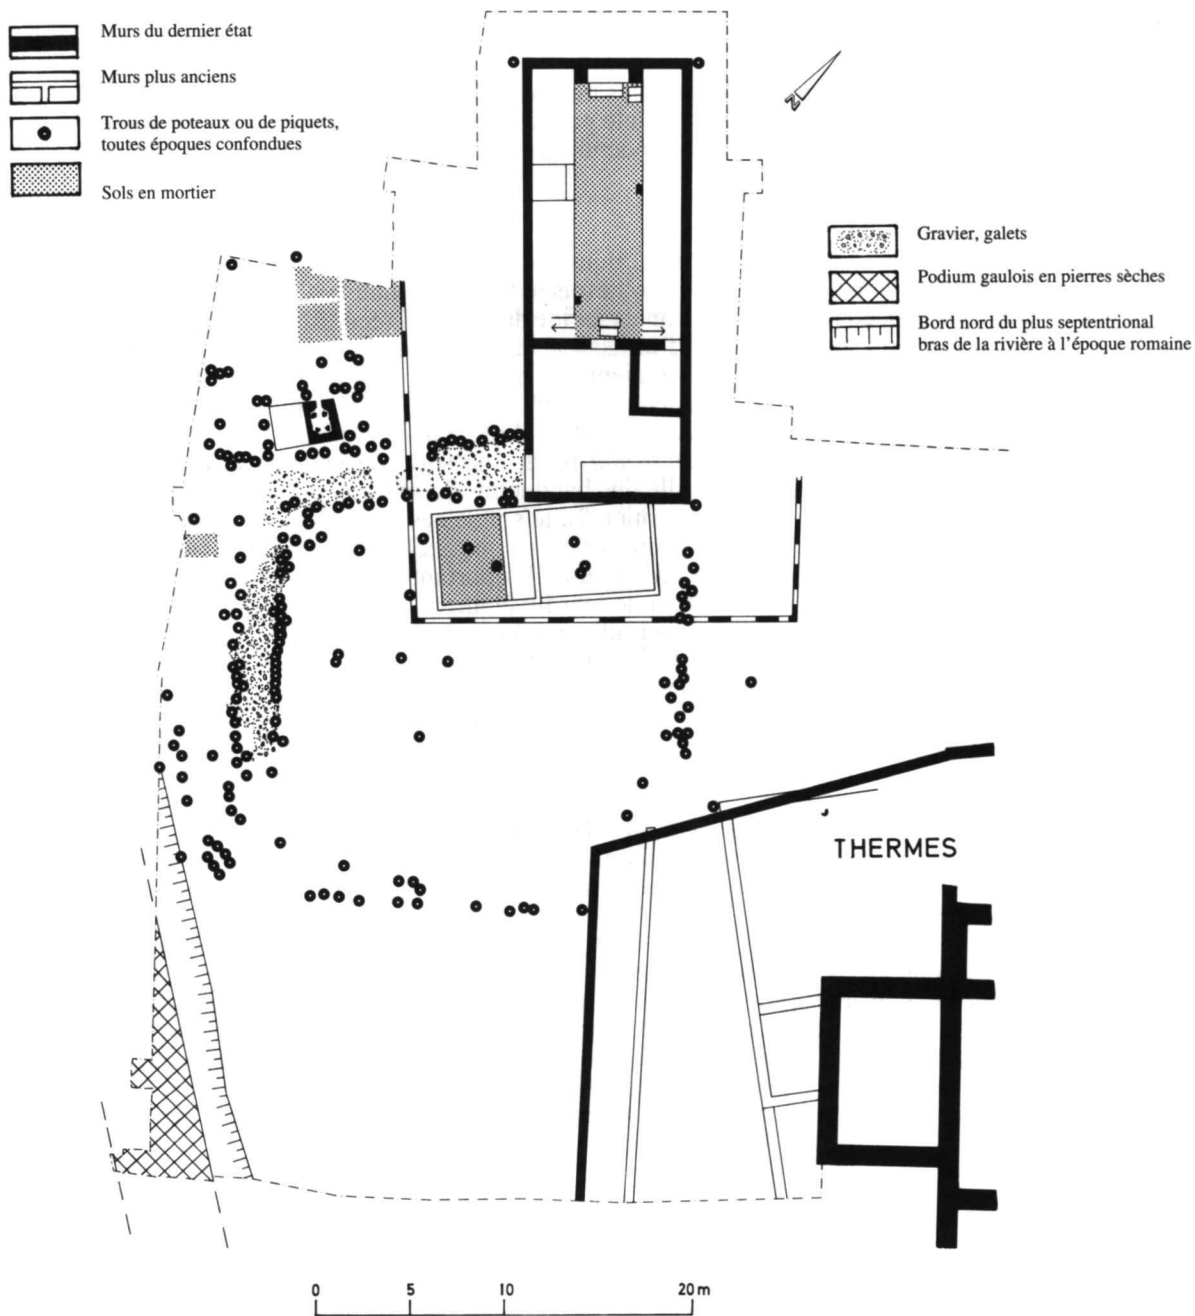 Murs du dernier état
Murs plus anciens
Trous de poteaux ou de piquets,
toutes époques confondues
Sols en mortier
N
Gravier, galets
Podium gaulois en pierres sèches
Bord nord du plus septentrional
bras de la rivière à l'époque romaine
THERMES
0 5 10 20 m